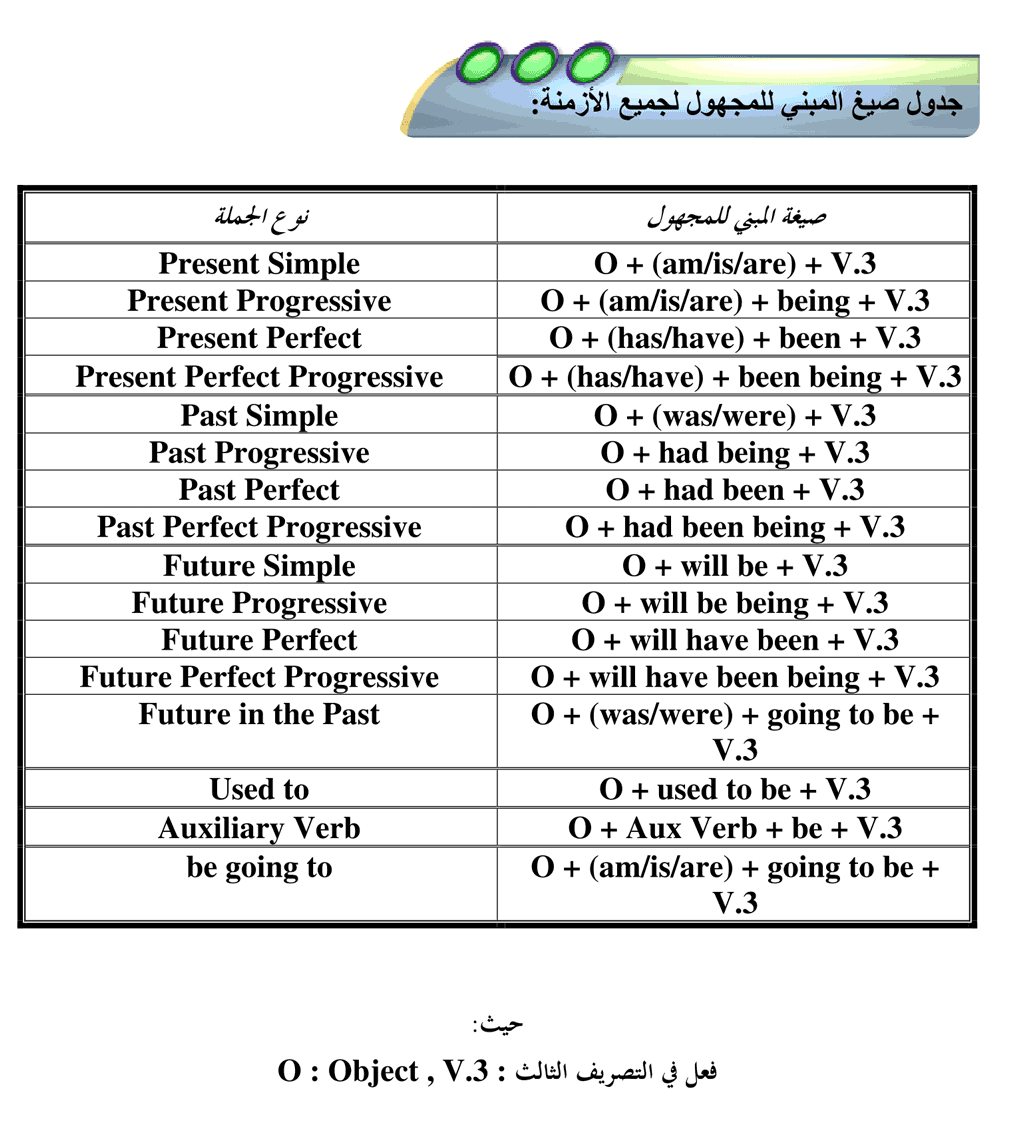 جدول صيغ المبني للمجهول لجميع الأزمنة:
نوع الجملة	صيغة المبني للمجهول
Present Simple	O + (am/is/are) + V.3
Present Progressive	O + (am/is/are) + being + V.3
Present Perfect	O + (has/have) + been + V.3
Present Perfect Progressive	O + (has/have) + been being + V.3
Past Simple	O + (was/were) + V.3
Past Progressive	O + had being + V.3
Past Perfect	O + had been + V.3
Past Perfect Progressive	O + had been being + V.3
Future Simple	O + will be + V.3
Future Progressive	O + will be being + V.3
Future Perfect	O + will have been + V.3
Future Perfect Progressive	O + will have been being + V.3
Future in the Past	O + (was/were) + going to be +
V.3
Used to	O + used to be + V.3
Auxiliary Verb	O + Aux Verb + be + V.3
be going to	O + (am/is/are) + going to be +
V.3
حيث:
O : Object , V.3 : فعل في التصريف الثالث